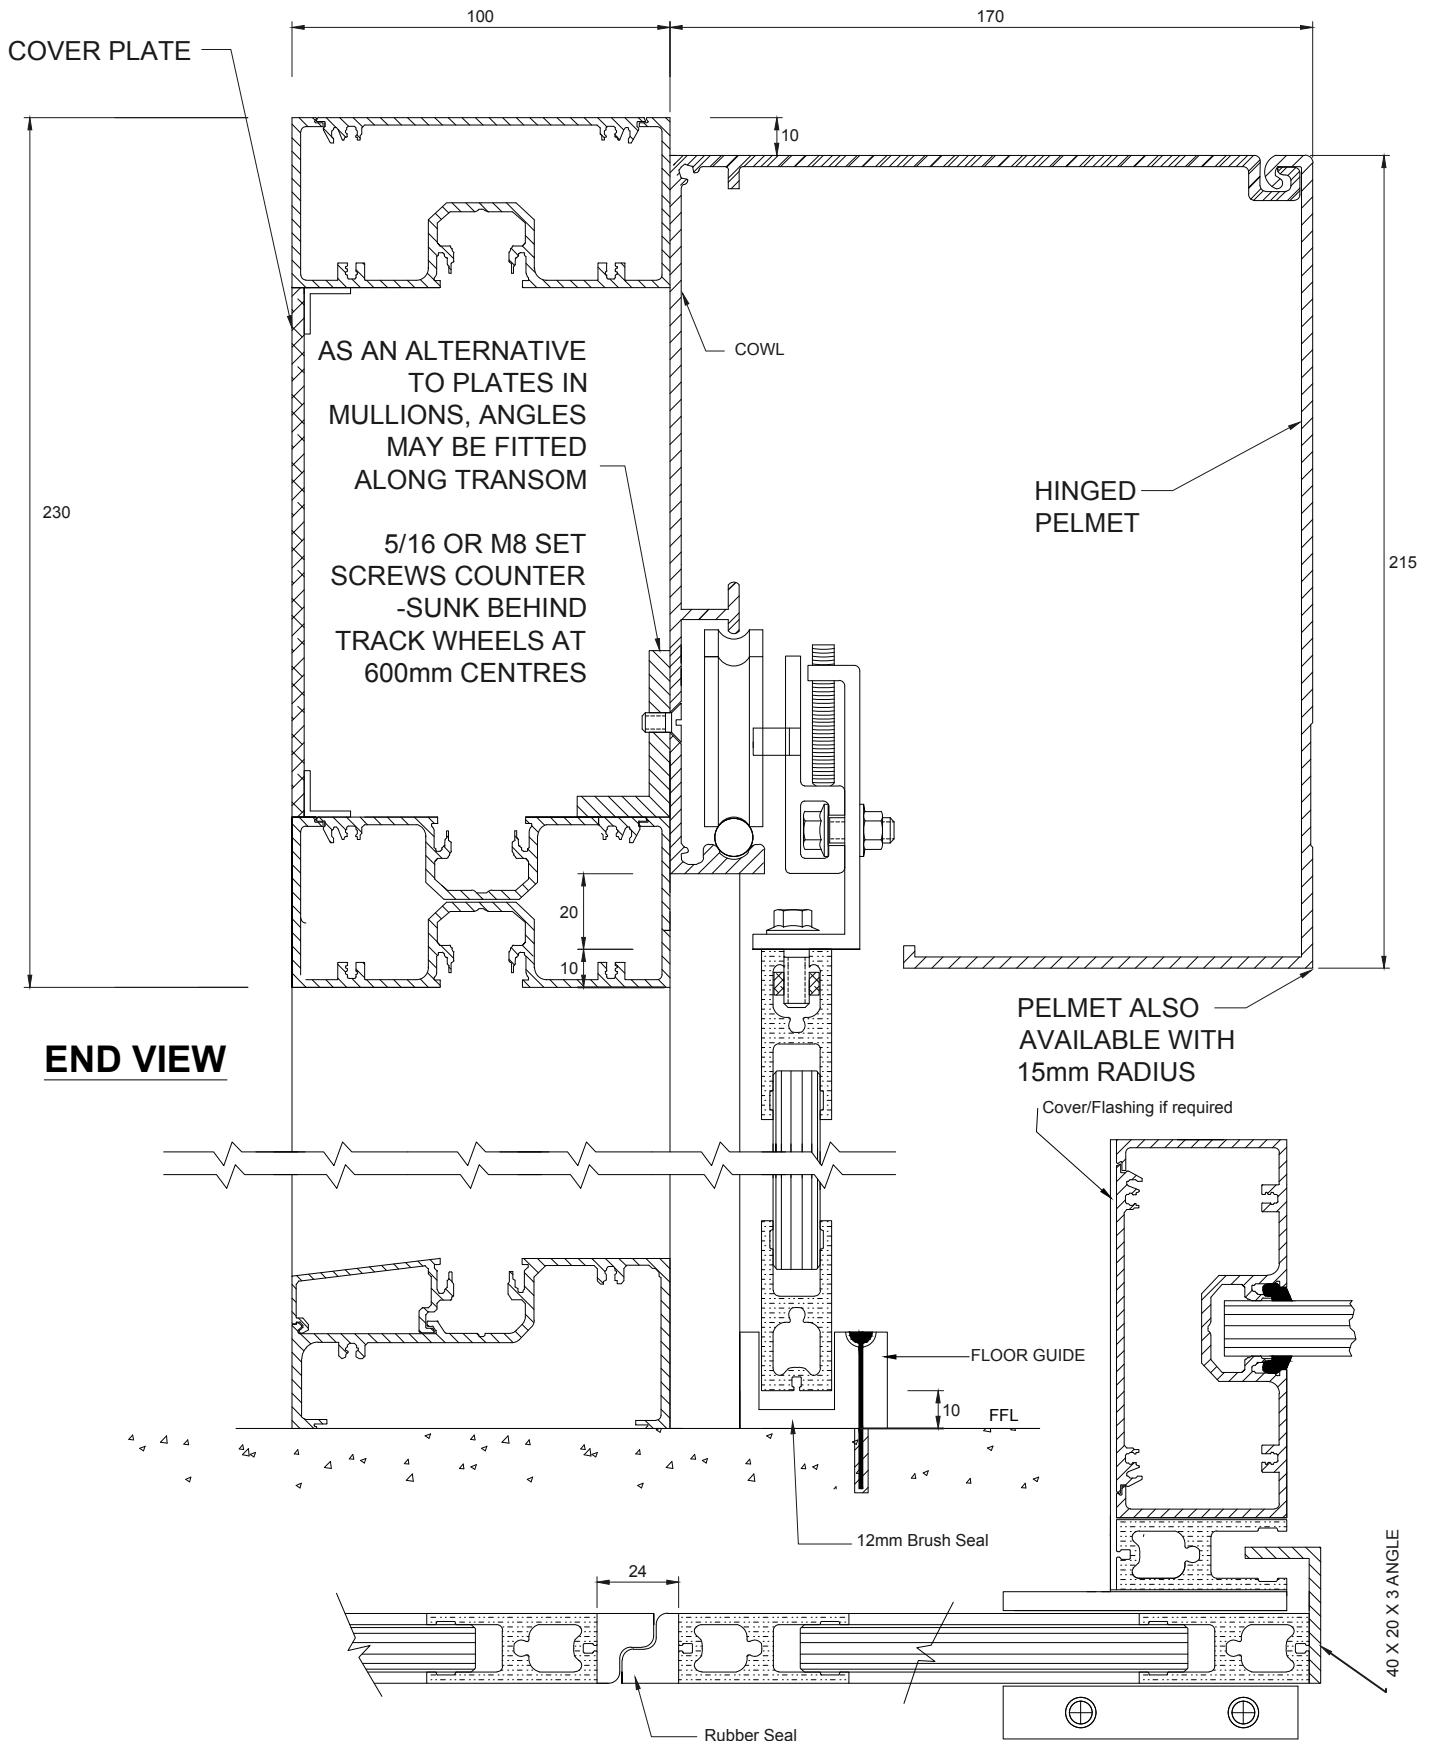 100
170
COVER PLATE
10
AS AN ALTERNATIVE
TO PLATES IN
MULLIONS, ANGLES
MAY BE FITTED
ALONG TRANSOM
5/16 OR M8 SET
SCREWS COUNTER
-SUNK BEHIND
TRACK WHEELS AT
600mm CENTRES
COWL
HINGED
PELMET
230
215
20
10
PELMET ALSO
AVAILABLE WITH
15mm RADIUS
END VIEW
Cover/Flashing if required
FLOOR GUIDE
10
FFL
12mm Brush Seal
24
40 X 20 X 3 ANGLE
Rubber Seal